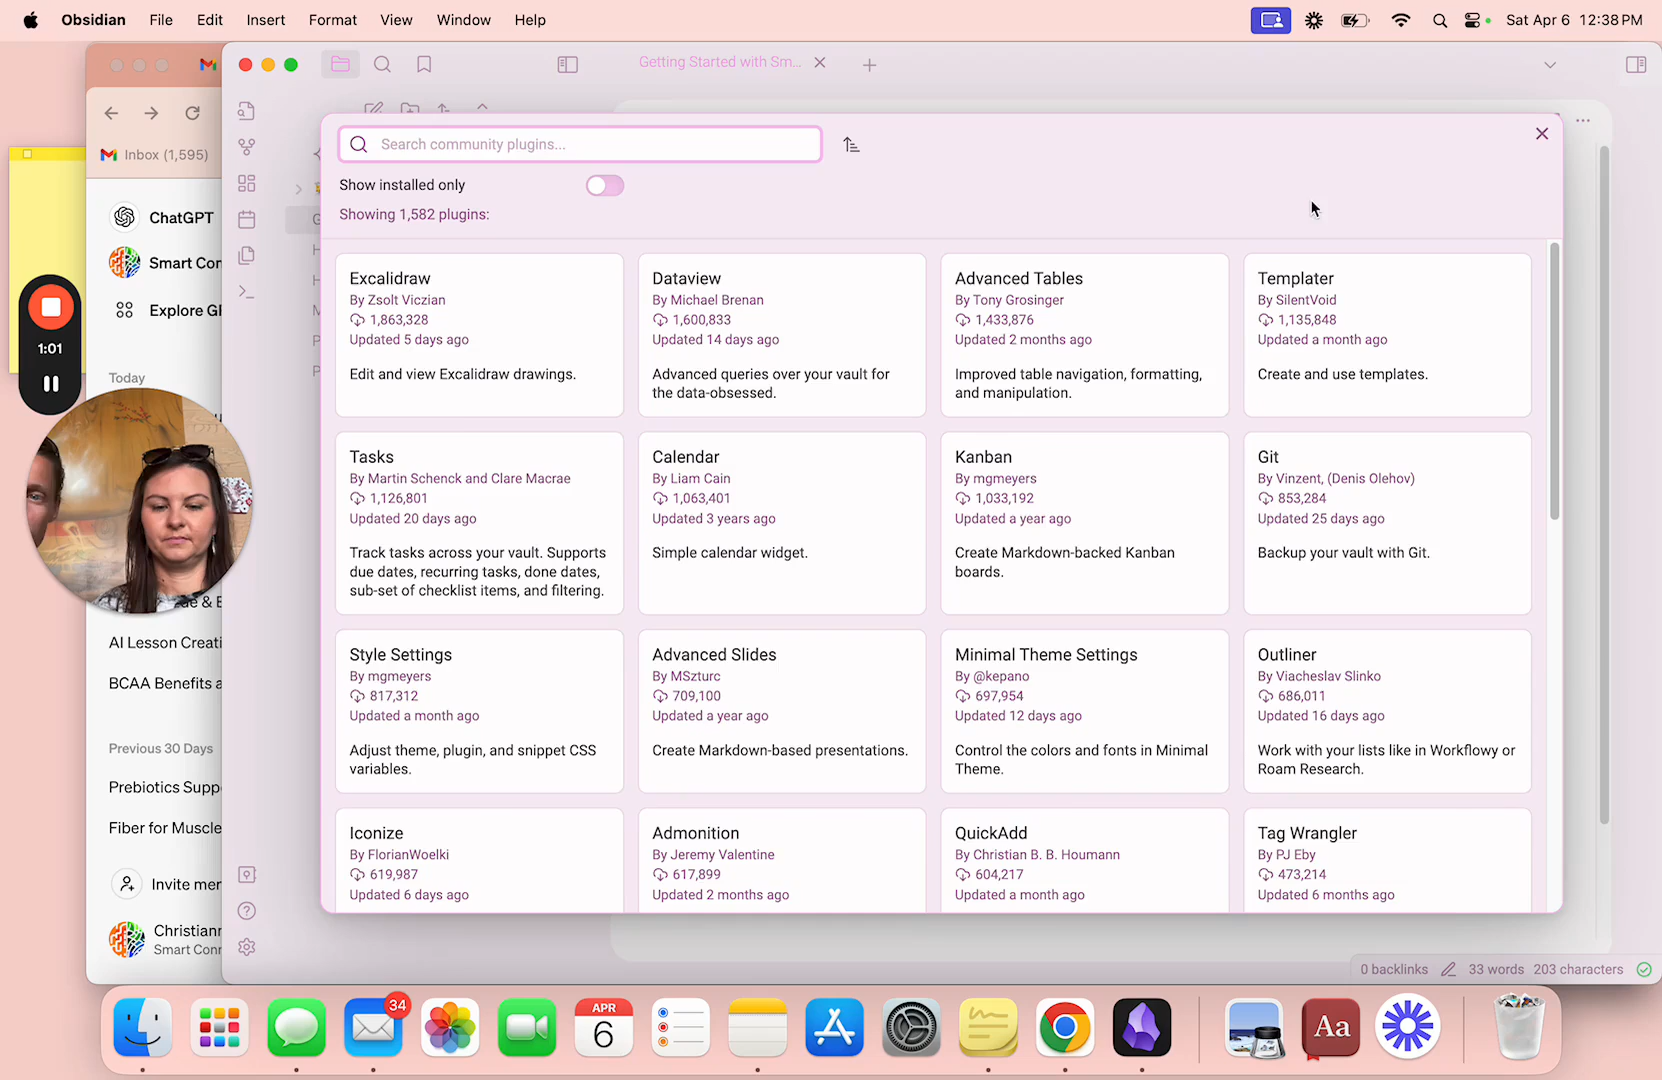 Obsidian File Edit Insert Format View Window Help
Sat Apr 6 12:38 PM
Getting Started with Sm...
Inbox (1,595)
ChatGPT
Smart Con
Explore G
1:01
Today
AI Lesson Creati
BCAA Benefits a
Previous 30 Days
Prebiotics Supp
Fiber for Muscle
Invite mer
Christianr
Smart Conr
Search community plugins...
Show installed only
Showing 1,582 plugins:
Excalidraw
By Zsolt Viczian
1,863,328
Updated 5 days ago
Edit and view Excalidraw drawings.
Dataview
By Michael Brenan
1,600,833
Updated 14 days ago
Advanced queries over your vault for
the data-obsessed.
Advanced Tables
By Tony Grosinger
1,433,876
Updated 2 months ago
Improved table navigation, formatting,
and manipulation.
Templater
By SilentVoid
1,135,848
Updated a month ago
Create and use templates.
Tasks
By Martin Schenck and Clare Macrae
1,126,801
Updated 20 days ago
Track tasks across your vault. Supports
due dates, recurring tasks, done dates,
sub-set of checklist items, and filtering.
Calendar
By Liam Cain
1,063,401
Updated 3 years ago
Simple calendar widget.
Kanban
By mgmeyers
1,033,192
Updated a year ago
Create Markdown-backed Kanban
boards.
Git
By Vinzent, (Denis Olehov)
853,284
Updated 25 days ago
Backup your vault with Git.
Style Settings
By mgmeyers
817,312
Updated a month ago
Adjust theme, plugin, and snippet CSS
variables.
Advanced Slides
By MSzturc
709,100
Updated a year ago
Create Markdown-based presentations.
Minimal Theme Settings
By @kepano
697,954
Updated 12 days ago
Control the colors and fonts in Minimal
Theme.
Outliner
By Viacheslav Slinko
686,011
Updated 16 days ago
Work with your lists like in Workflowy or
Roam Research.
Iconize
By FlorianWoelki
619,987
Updated 6 days ago
Admonition
By Jeremy Valentine
617,899
Updated 2 months ago
QuickAdd
By Christian B. B. Houmann
604,217
Updated a month ago
Tag Wrangler
By PJ Eby
473,214
Updated 6 months ago
0 backlinks 33 words 203 characters
34
APR
6
Aa